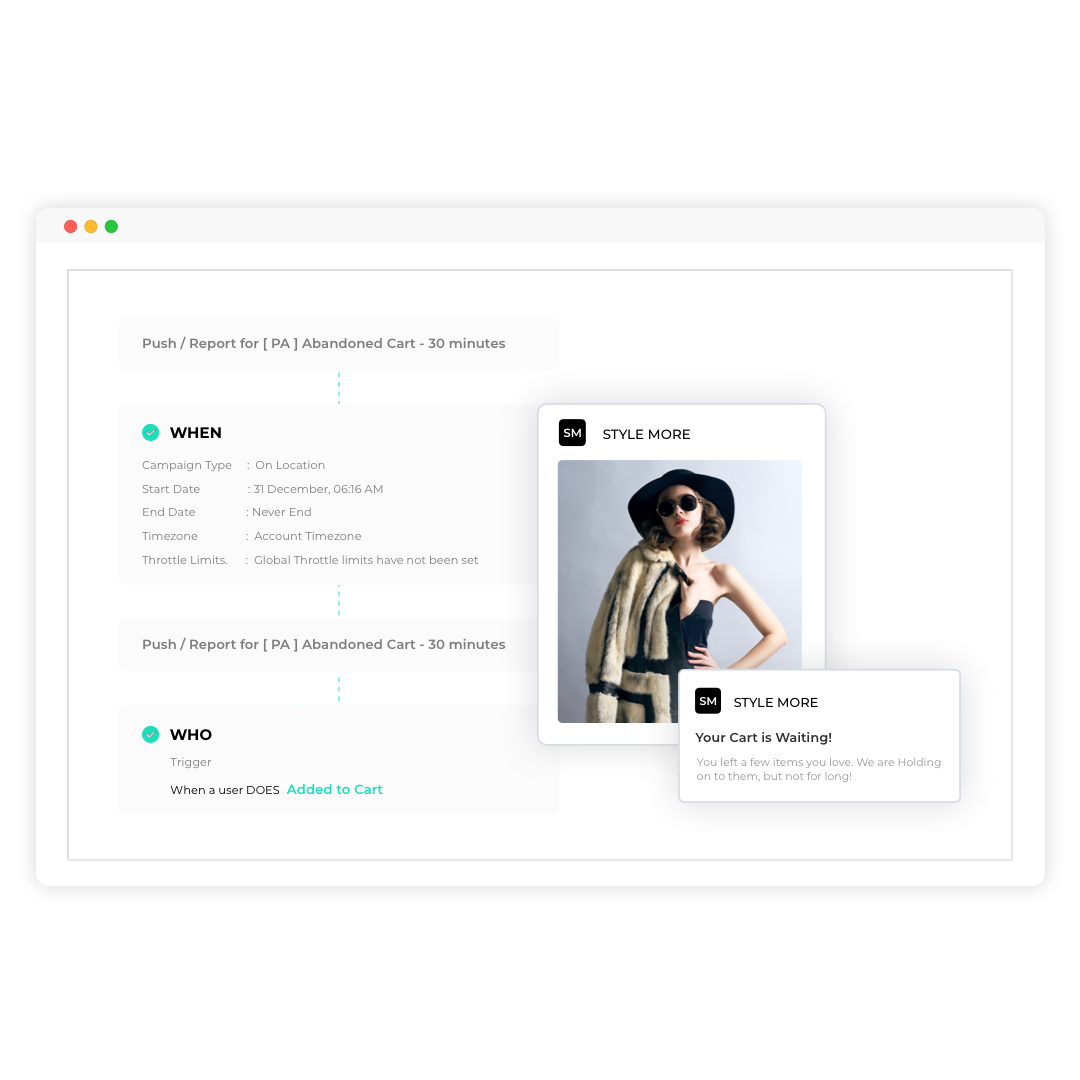 Push / Report for [ PA ] Abandoned Cart - 30 minutes
WHEN
Campaign Type : On Location
Start Date : 31 December, 06:16 AM
End Date : Never End
Timezone : Account Timezone
Throttle Limits. : Global Throttle limits have not been set
Push / Report for [ PA ] Abandoned Cart - 30 minutes
WHO
Trigger
When a user DOES Added to Cart
SM STYLE MORE
SM STYLE MORE
Your Cart is Waiting!
You left a few items you love. We are Holding
on to them, but not for long!